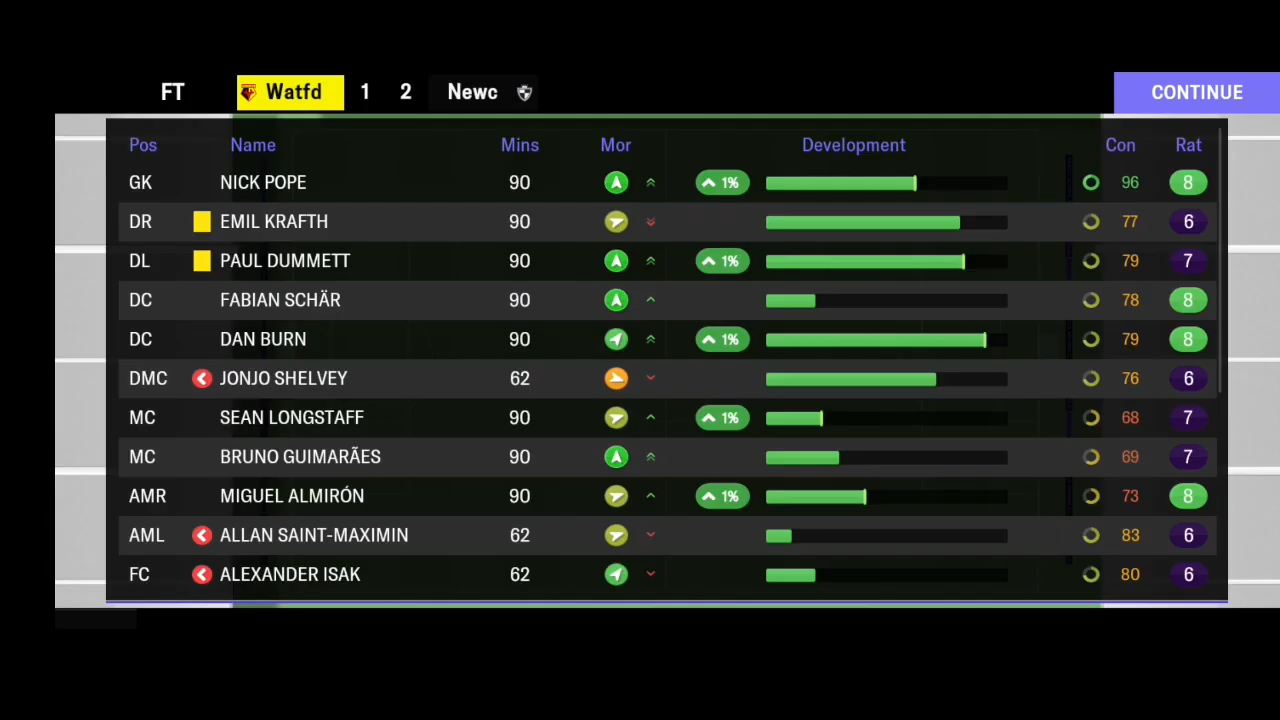 FT Watfd 1 2 Newc CONTINUE
Pos Name Mins Mor Development Con Rat
GK NICK POPE 90 1% 96 8
DR EMIL KRAFTH 90 77 6
DL PAUL DUMMETT 90 1% 79 7
DC FABIAN SCHÄR 90 78 8
DC DAN BURN 90 1% 79 8
DMC JONJO SHELVEY 62 76 6
MC SEAN LONGSTAFF 90 1% 68 7
MC BRUNO GUIMARÃES 90 69 7
AMR MIGUEL ALMIRÓN 90 1% 73 8
AML ALLAN SAINT-MAXIMIN 62 83 6
FC ALEXANDER ISAK 62 80 6